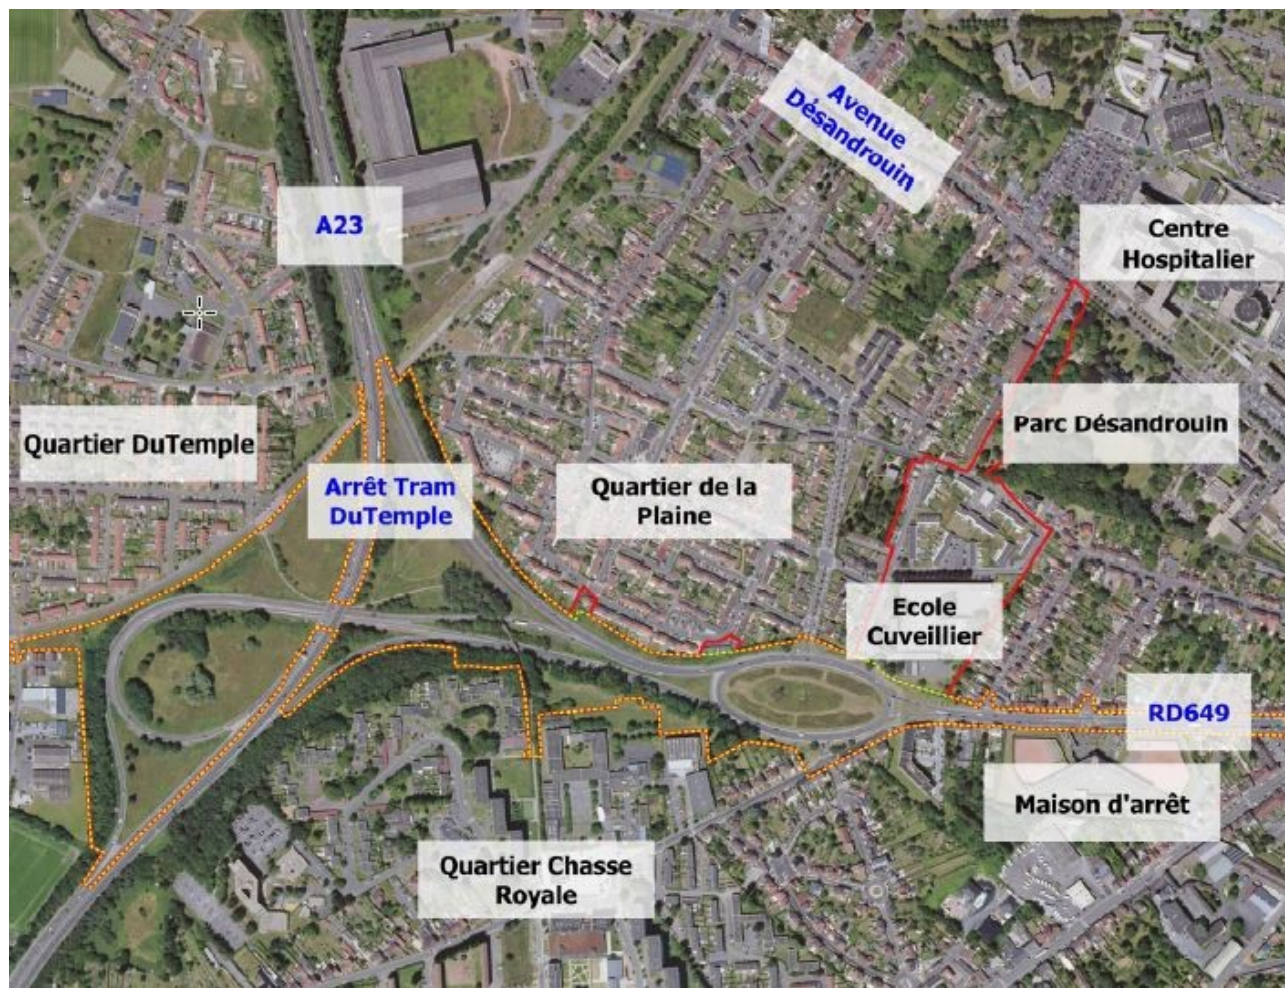 Avenue
Désandrouin
A23
Centre
Hospitalier
Quartier DuTemple
Parc Désandrouin
Arrêt Tram
DuTemple
Quartier de la
Plaine
Ecole
Cuveillier
RD649
Maison d'arrêt
Quartier Chasse
Royale